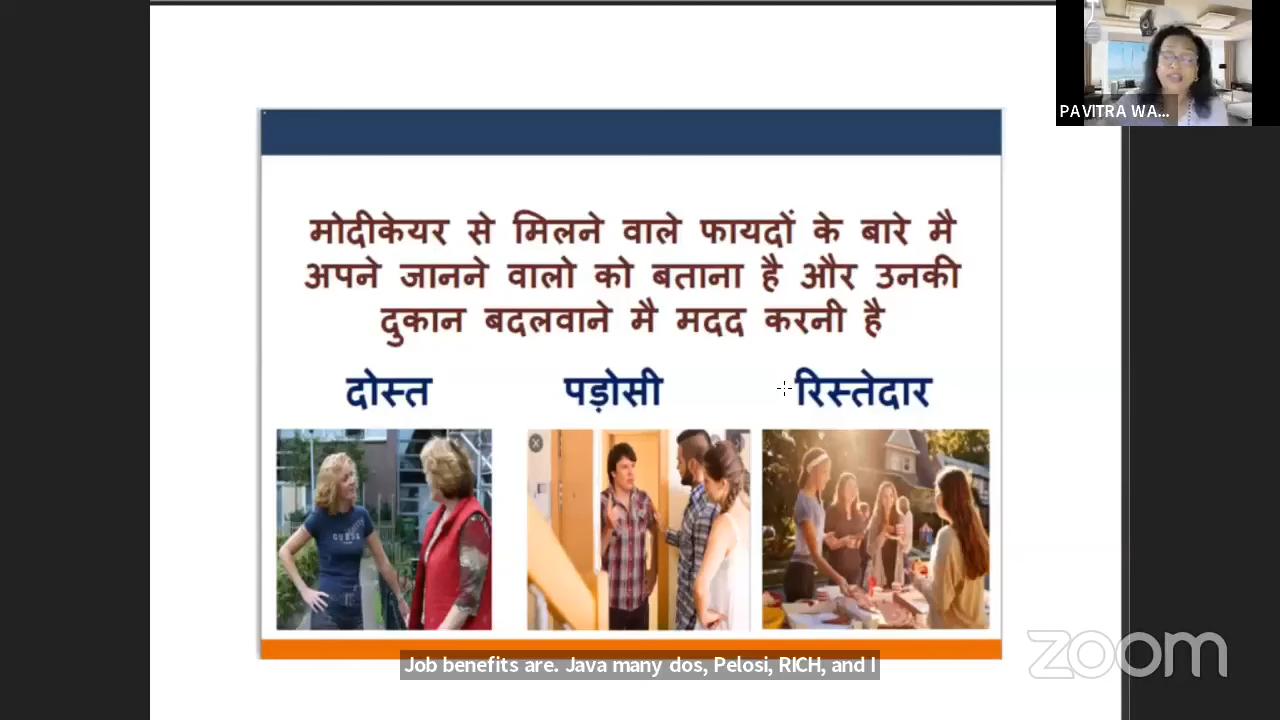 PAVITRA WA...
मोदीकेयर से मिलने वाले फायदों के बारे मै
अपने जानने वालो को बताना है और उनकी
दुकान बदलवाने मै मदद करनी है
दोस्त पड़ोसी रिस्तेदार
GUESS
Job benefits are. Java many dos, Pelosi, RICH, and I
zoom